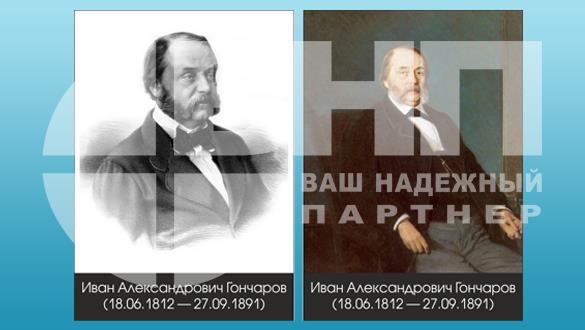 НП
ВАШ НАДЕЖНЫЙ
ПАРТНЕР
Иван Александрович Гончаров
(18.06.1812 — 27.09.1891)
Иван Александрович Гончаров
(18.06.1812 — 27.09.1891)